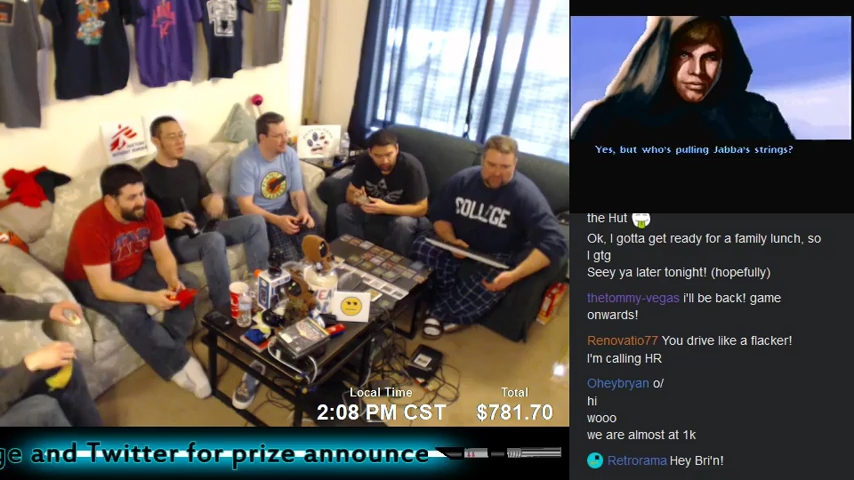 COLLEGE
Local Time
Total
2:08 PM CST
$781.70
ge and Twitter for prize announce
Yes, but who's pulling Jabba's strings?
the Hut
Ok, I gotta get ready for a family lunch, so
I gtg
Seey ya later tonight! (hopefully)
thetommy-vegas i'll be back! game
onwards!
Renovatio77 You drive like a flacker!
I'm calling HR
Oheybryan o/
hi
wooo
we are almost at 1k
Retrorama Hey Bri'n!